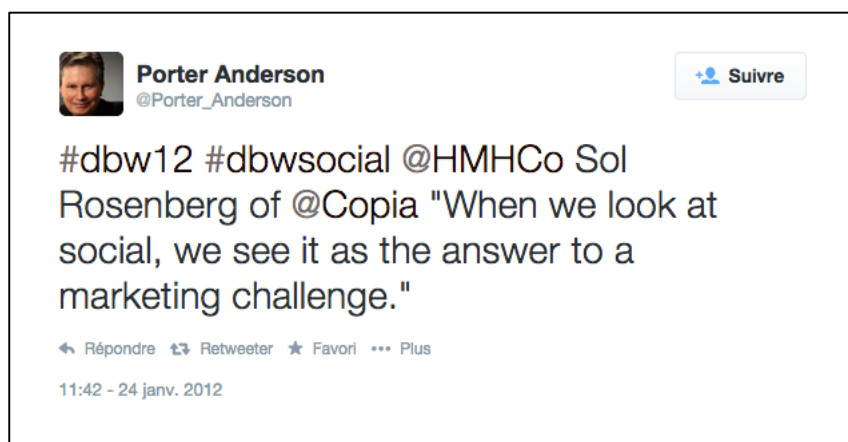 Porter Anderson
@Porter_Anderson
Suivre
#dbw12 #dbwsocial @HMHCo Sol
Rosenberg of @Copia "When we look at
social, we see it as the answer to a
marketing challenge."
Répondre Retweeter Favori Plus
11:42 - 24 janv. 2012